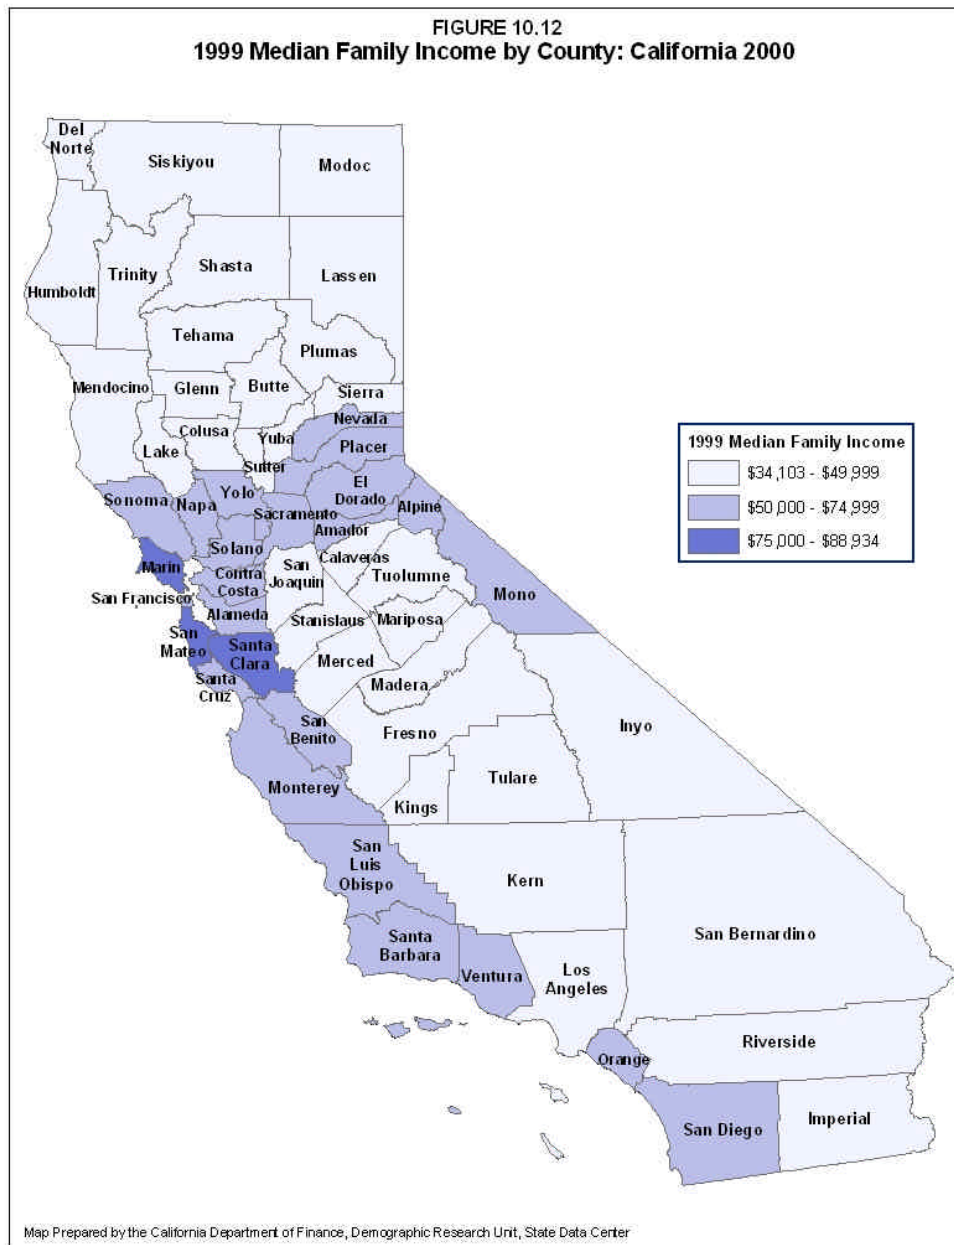 FIGURE 10.12
1999 Median Family Income by County: California 2000
Del
Norte
Siskiyou
Modoc
Humboldt
Trinity
Shasta
Lassen
Tehama
Plumas
Mendocino
Glenn
Butte
Sierra
Colusa
Nevada
Lake
Yuba
Placer
Sutter
1999 Median Family Income
$34,103 - $49,999
$50,000 - $74,999
$75,000 - $88,934
Sonoma
Napa
Yolo
El
Dorado
Sacramento
Alpine
Amador
Solano
Calaveras
Marin
Contra
Costa
San
Joaquin
Tuolumne
Mono
San Francisco
Alameda
Stanislaus
Mariposa
San
Mateo
Santa
Clara
Merced
Santa
Cruz
Madera
San
Benito
Fresno
Inyo
Monterey
Kings
Tulare
San
Luis
Obispo
Kern
Santa
Barbara
San Bernardino
Ventura
Los
Angeles
Orange
Riverside
San Diego
Imperial
Map Prepared by the California Department of Finance, Demographic Research Unit, State Data Center